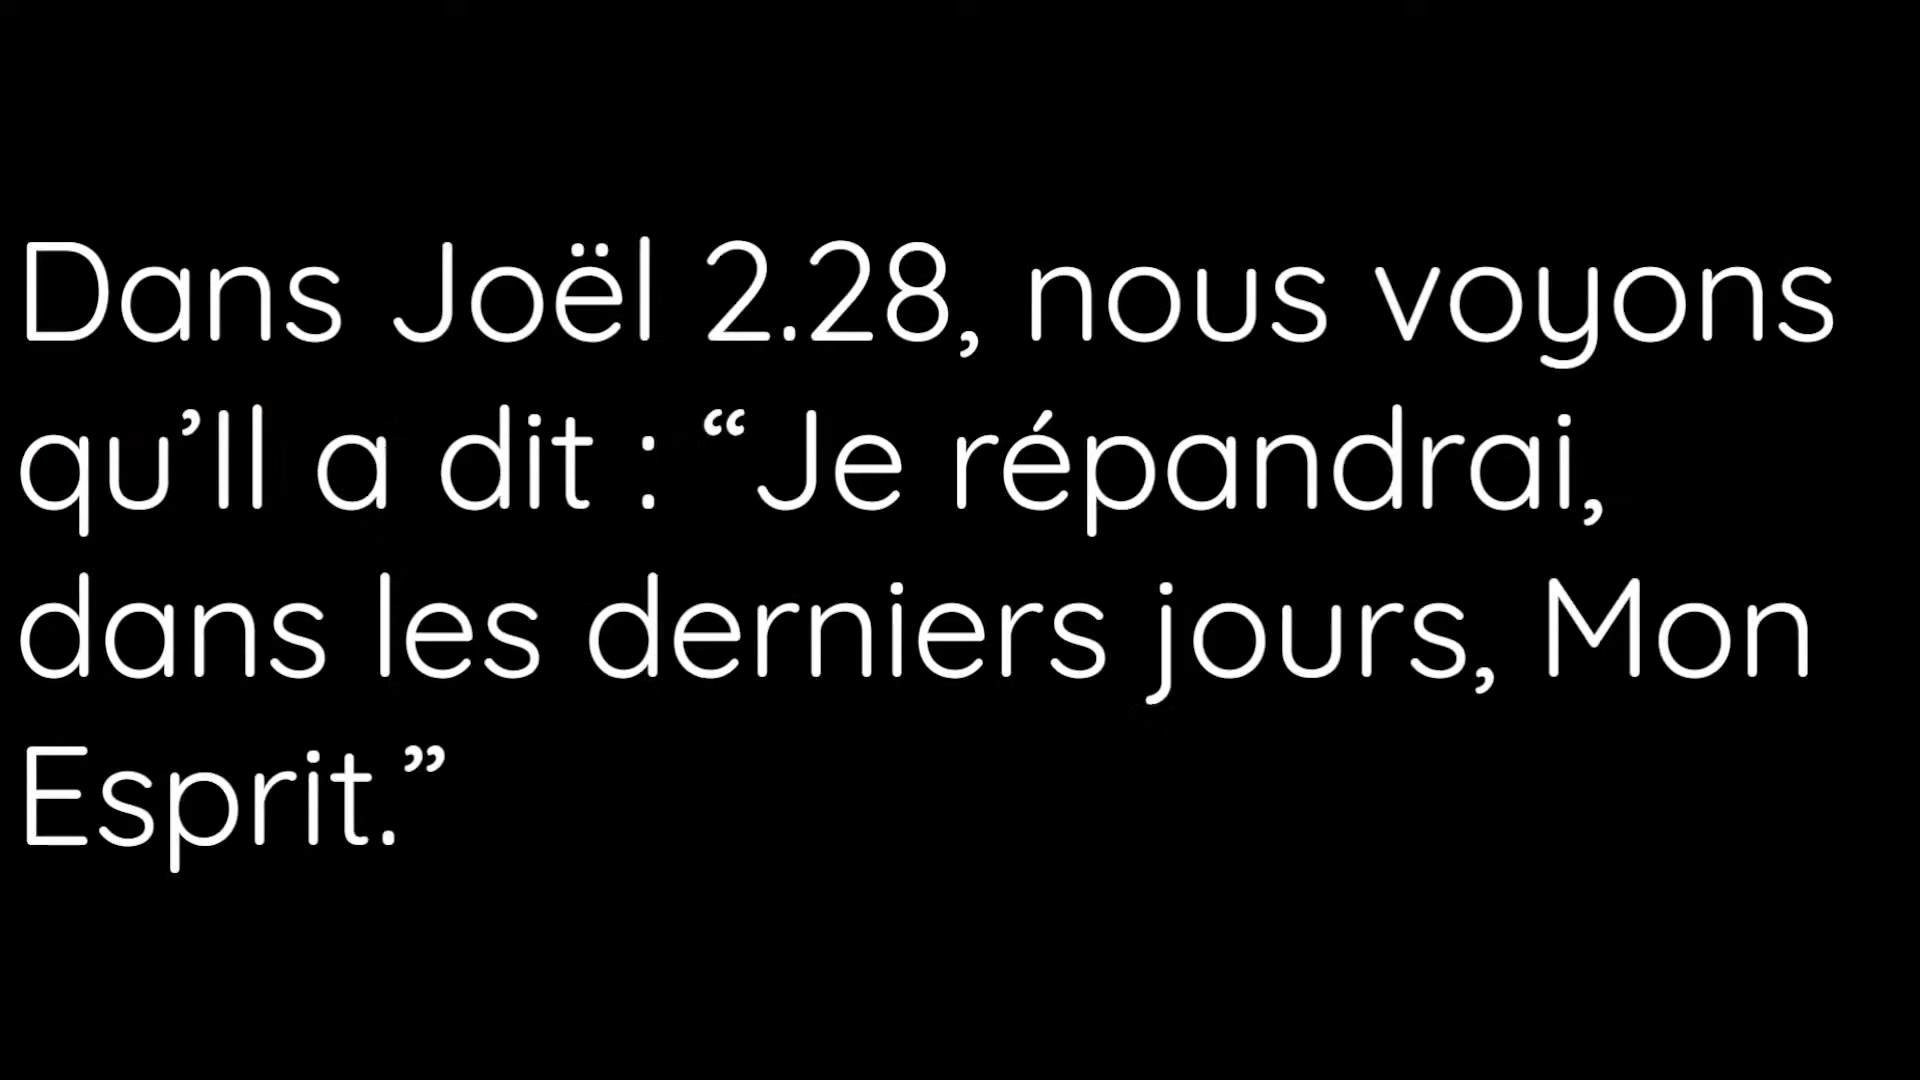 Dans Joël 2.28, nous voyons
qu’Il a dit : “ Je répandrai,
dans les derniers jours, Mon
Esprit.”